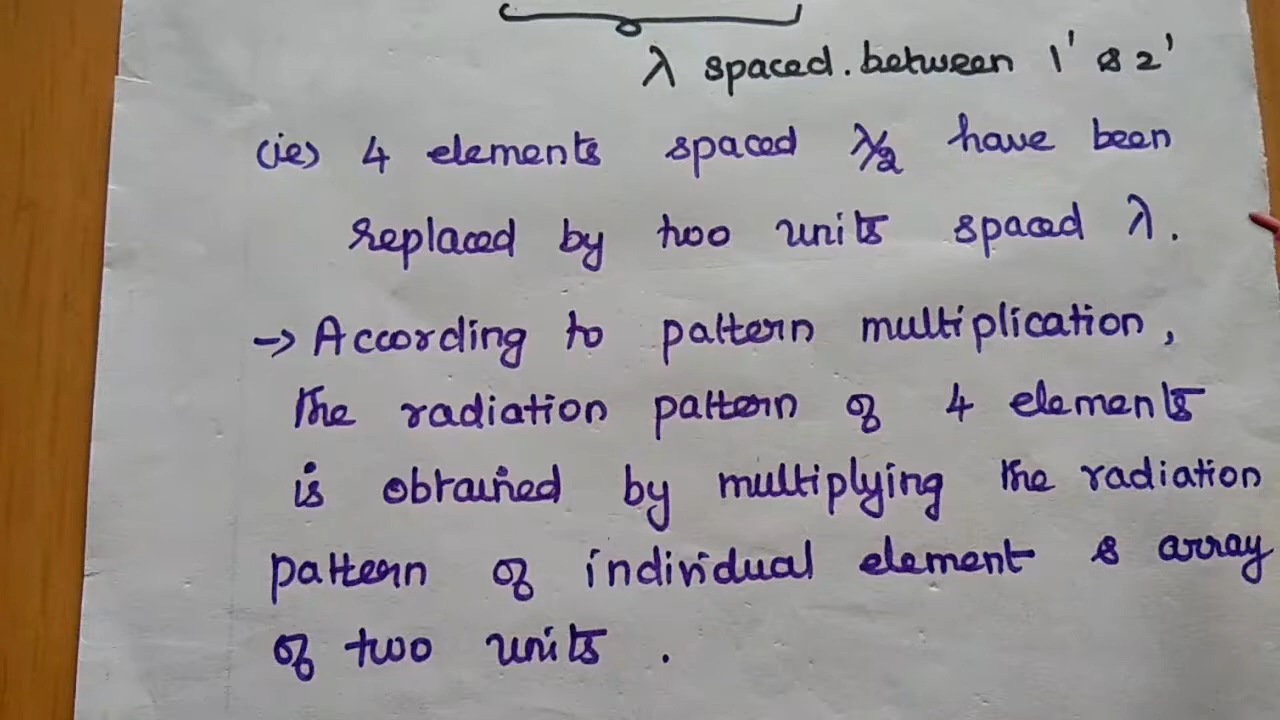 λ spaced. between 1' & 2'
(ie) 4 elements spaced λ/2 have been
replaced by two units spaced λ.
→ According to pattern multiplication,
the radiation pattern of 4 elements
is obtained by multiplying the radiation
pattern of individual element & array
of two units.